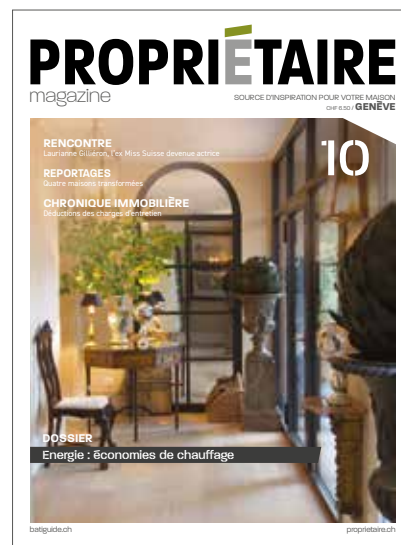 PROPRIÉTAIRE
magazine
SOURCE D'INSPIRATION POUR VOTRE MAISON
CHF 6.50 / GENÈVE
10
RENCONTRE
Laurianne Gilliéron, l'ex Miss Suisse devenue actrice
REPORTAGES
Quatre maisons transformées
CHRONIQUE IMMOBILIÈRE
Déductions des charges d'entretien
DOSSIER
Energie : économies de chauffage
batiguide.ch
proprietaire.ch